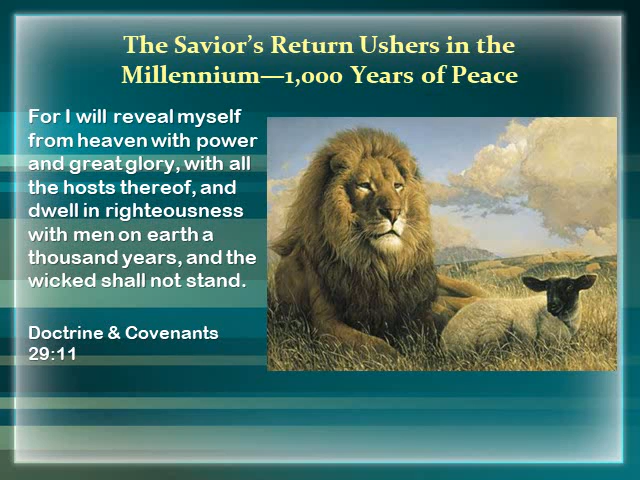 The Savior’s Return Ushers in the
Millennium—1,000 Years of Peace
For I will reveal myself
from heaven with power
and great glory, with all
the hosts thereof, and
dwell in righteousness
with men on earth a
thousand years, and the
wicked shall not stand.
Doctrine & Covenants
29:11